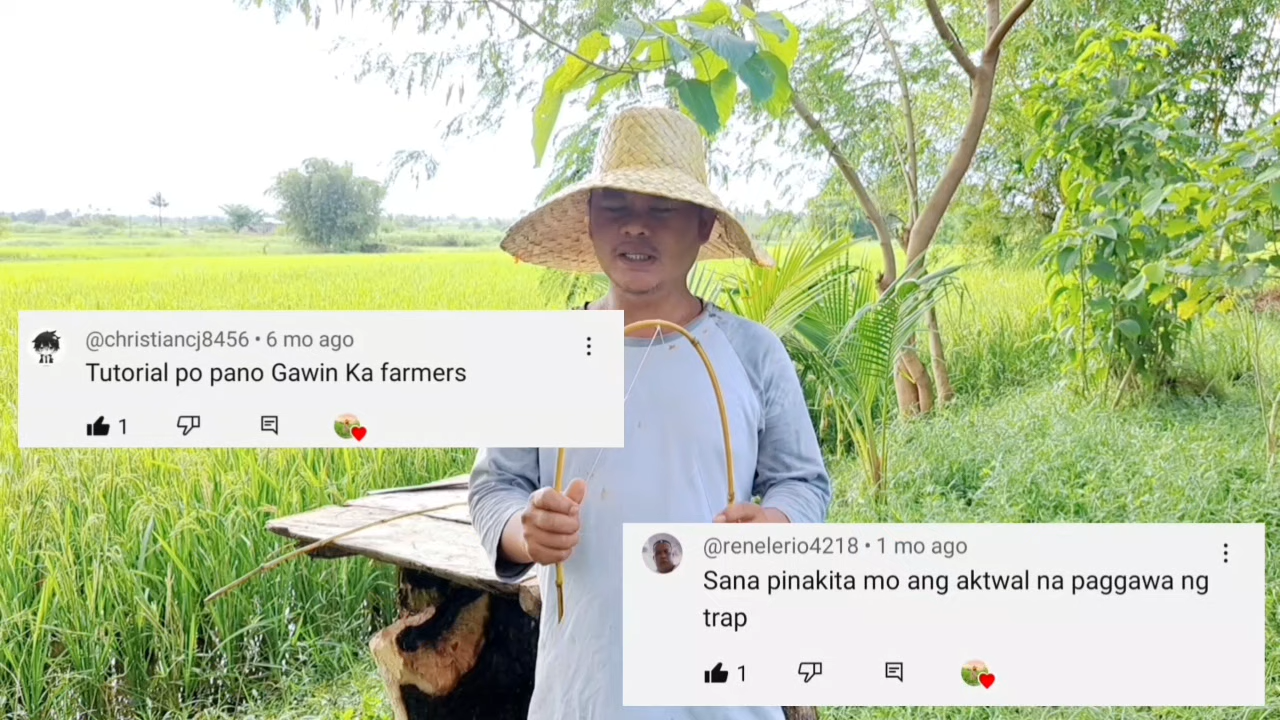 @christiancj8456 • 6 mo ago
Tutorial po pano Gawin Ka farmers
1
@renelerio4218 • 1 mo ago
Sana pinakita mo ang aktwal na paggawa ng
trap
1